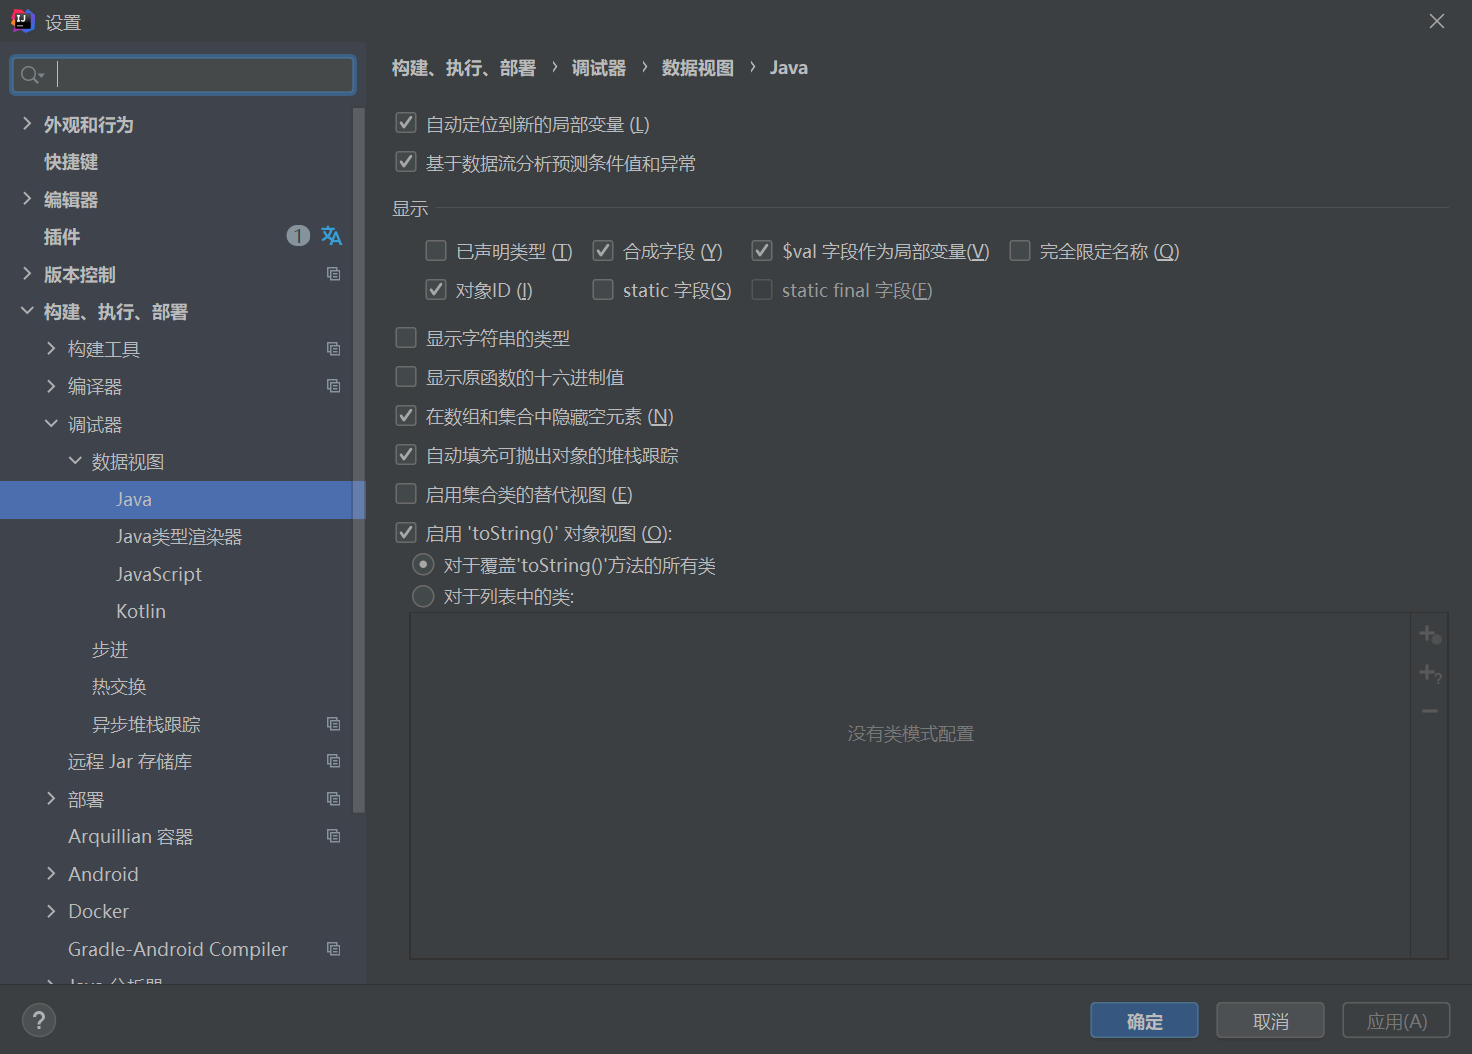 设置
构建、执行、部署 › 调试器 › 数据视图 › Java
外观和行为
快捷键
编辑器
插件 1
版本控制
构建、执行、部署
构建工具
编译器
调试器
数据视图
Java
Java类型渲染器
JavaScript
Kotlin
步进
热交换
异步堆栈跟踪
远程 Jar 存储库
部署
Arquillian 容器
Android
Docker
Gradle-Android Compiler
自动定位到新的局部变量 (L)
基于数据流分析预测条件值和异常
显示
已声明类型 (T) 合成字段 (Y) $val 字段作为局部变量(V) 完全限定名称 (Q)
对象ID (I) static 字段(S) static final 字段(F)
显示字符串的类型
显示原函数的十六进制值
在数组和集合中隐藏空元素 (N)
自动填充可抛出对象的堆栈跟踪
启用集合类的替代视图 (E)
启用 'toString()' 对象视图 (O):
对于覆盖'toString()'方法的所有类
对于列表中的类:
没有类模式配置
? 确定 取消 应用(A)